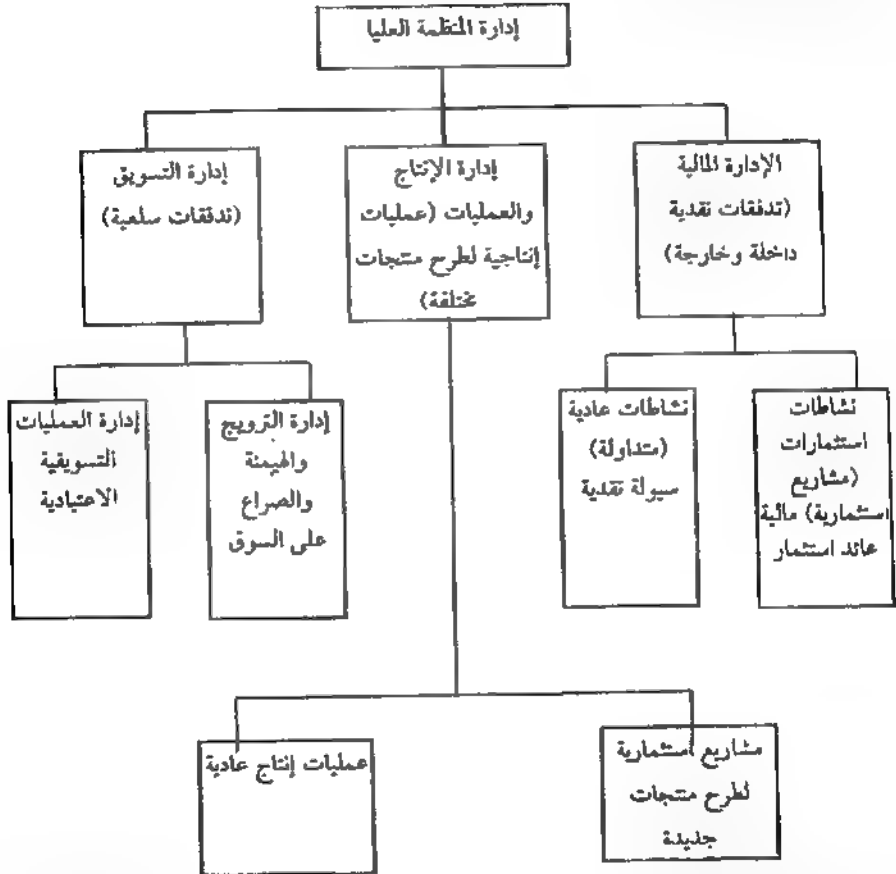 إدارة المنظمة العليا
الإدارة المالية
(تدفقات نقدية
داخلة وخارجة)
إدارة الإنتاج
والعمليات (عمليات
إنتاجية لطرح منتجات
مختلفة)
إدارة التسويق
(تدفقات سلعية)
نشاطات
استثمارات
(مشاريع
استثمارية) مالية
عائد استثمار
نشاطات عادية
(متداولة)
سيولة نقدية
إدارة الترويج
والهيمنة
والصراع
على السوق
إدارة العمليات
التسويقية
الاعتيادية
مشاريع استثمارية
لطرح منتجات
جديدة
عمليات إنتاج عادية